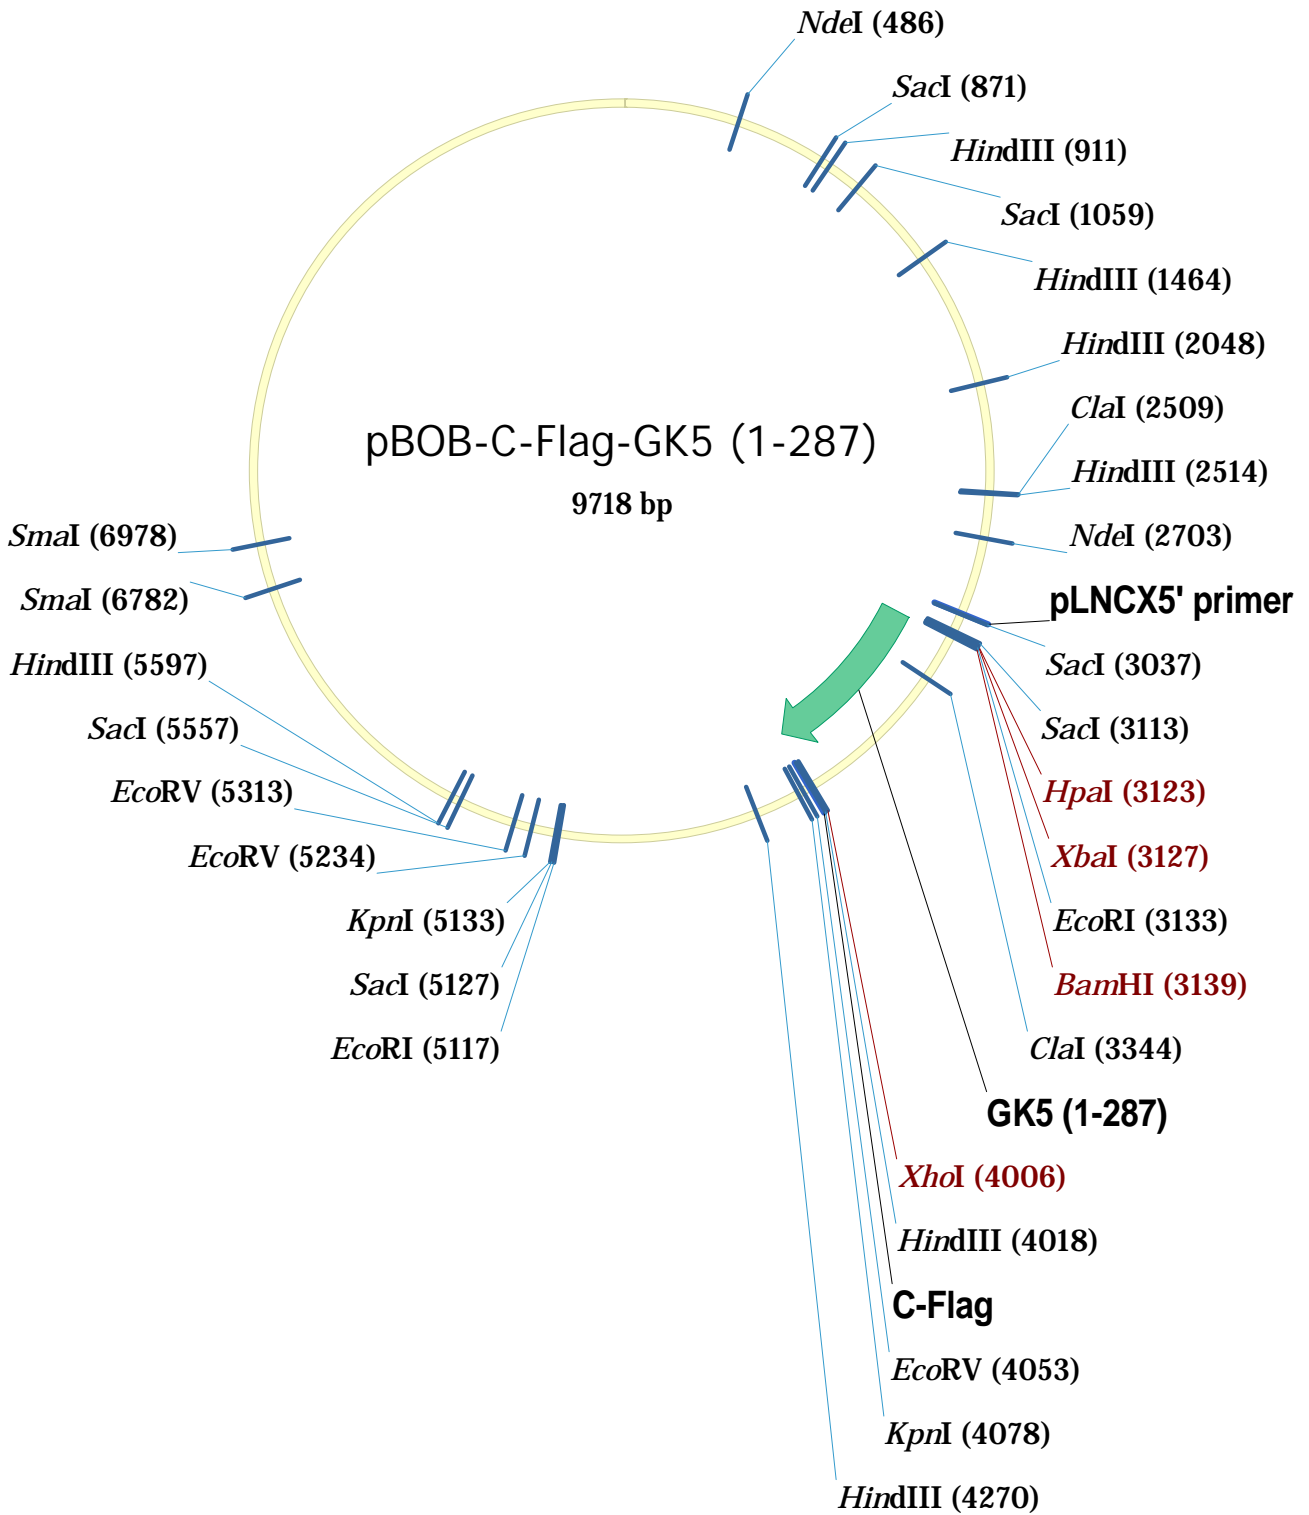 NdeI (486)
SacI (871)
HindIII (911)
SacI (1059)
HindIII (1464)
HindIII (2048)
ClaI (2509)
HindIII (2514)
NdeI (2703)
pLNCX5' primer
SacI (3037)
SacI (3113)
HpaI (3123)
XbaI (3127)
EcoRI (3133)
BamHI (3139)
ClaI (3344)
GK5 (1-287)
XhoI (4006)
HindIII (4018)
C-Flag
EcoRV (4053)
KpnI (4078)
HindIII (4270)
EcoRI (5117)
SacI (5127)
KpnI (5133)
EcoRV (5234)
EcoRV (5313)
SacI (5557)
HindIII (5597)
SmaI (6782)
SmaI (6978)
pBOB-C-Flag-GK5 (1-287)
9718 bp